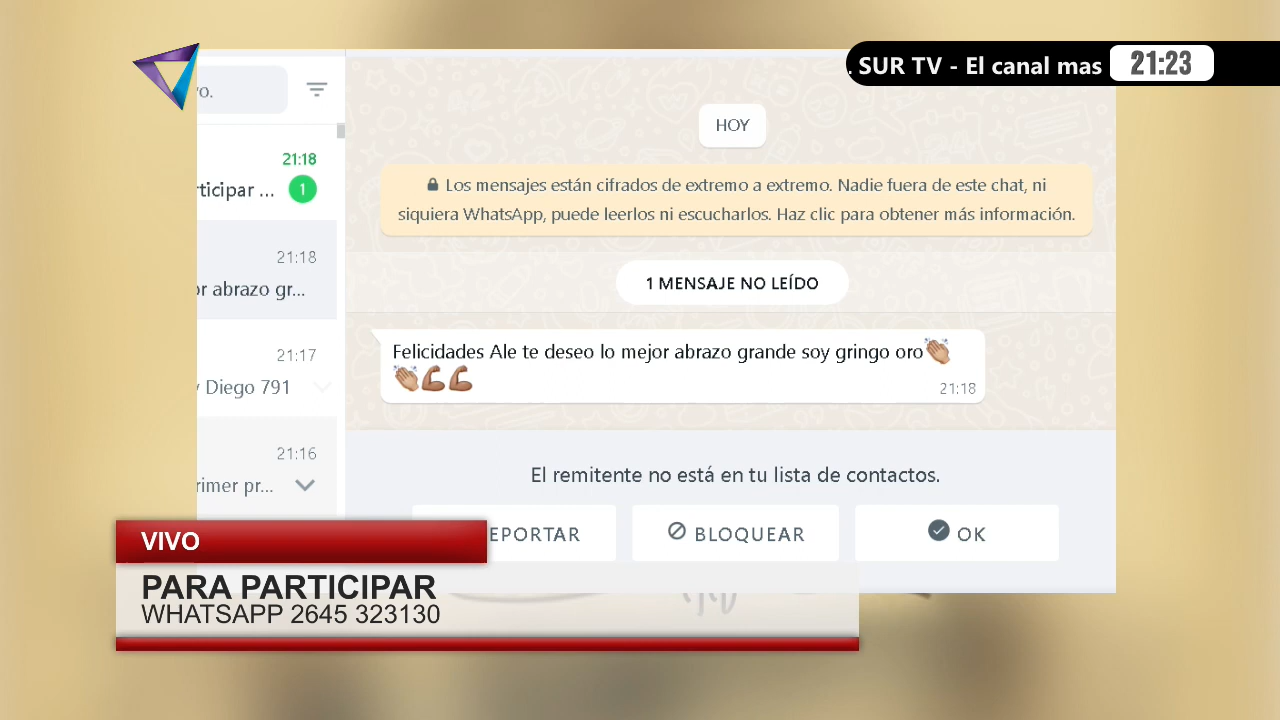 . SUR TV - El canal mas
21:23
vo.
21:18
rticipar ...
1
21:18
or abrazo gr...
21:17
y Diego 791
21:16
rimer pr...
HOY
Los mensajes están cifrados de extremo a extremo. Nadie fuera de este chat, ni
siquiera WhatsApp, puede leerlos ni escucharlos. Haz clic para obtener más información.
1 MENSAJE NO LEÍDO
Felicidades Ale te deseo lo mejor abrazo grande soy gringo oro👏🏽
👏🏽💪🏾💪🏾
21:18
El remitente no está en tu lista de contactos.
EPORTAR
BLOQUEAR
OK
VIVO
PARA PARTICIPAR
WHATSAPP 2645 323130